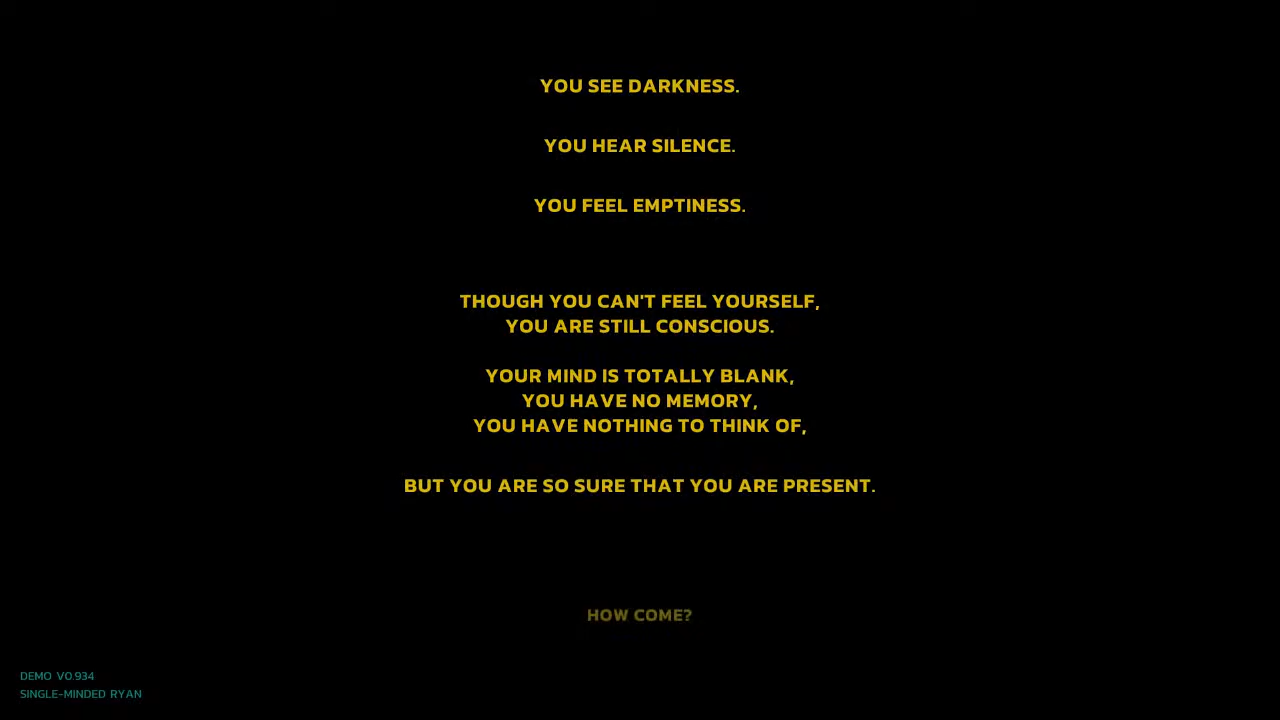 YOU SEE DARKNESS.
YOU HEAR SILENCE.
YOU FEEL EMPTINESS.
THOUGH YOU CAN'T FEEL YOURSELF,
YOU ARE STILL CONSCIOUS.
YOUR MIND IS TOTALLY BLANK,
YOU HAVE NO MEMORY,
YOU HAVE NOTHING TO THINK OF,
BUT YOU ARE SO SURE THAT YOU ARE PRESENT.
HOW COME?
DEMO V0.934
SINGLE-MINDED RYAN